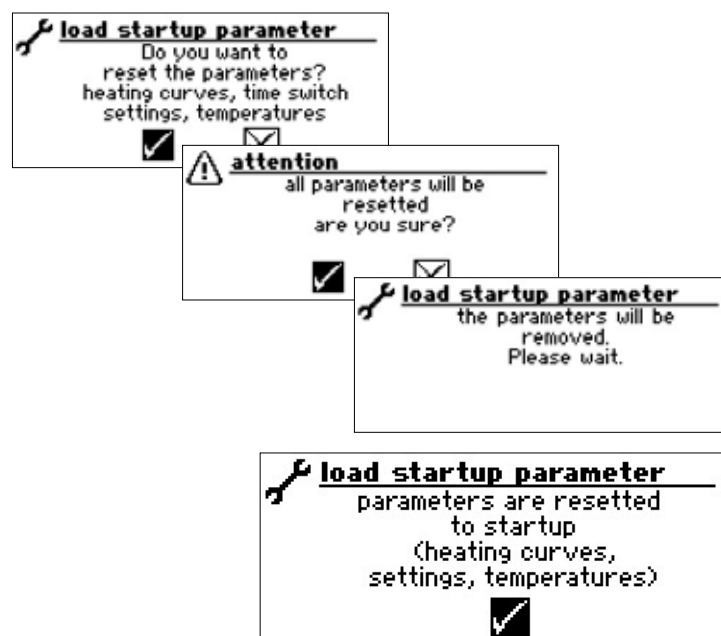 load startup parameter
Do you want to
reset the parameters?
heating curves, time switch
settings, temperatures
attention
all parameters will be
resetted
are you sure?
load startup parameter
the parameters will be
removed.
Please wait.
load startup parameter
parameters are resetted
to startup
(heating curves,
settings, temperatures)